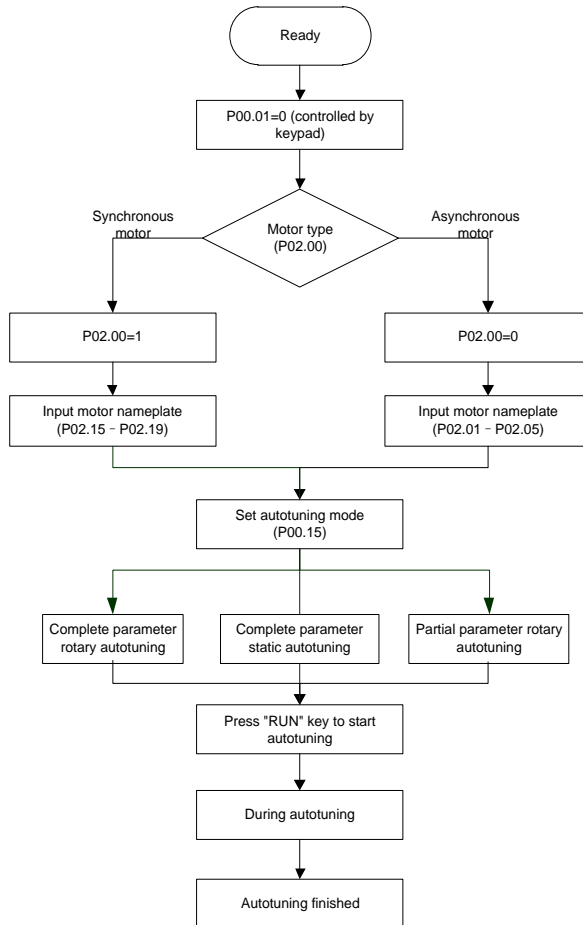 Ready
P00.01=0 (controlled by
keypad)
Synchronous
motor
Motor type
(P02.00)
Asynchronous
motor
P02.00=1
P02.00=0
Input motor nameplate
(P02.15﹣P02.19)
Input motor nameplate
(P02.01﹣P02.05)
Set autotuning mode
(P00.15)
Complete parameter
rotary autotuning
Complete parameter
static autotuning
Partial parameter rotary
autotuning
Press "RUN" key to start
autotuning
During autotuning
Autotuning finished